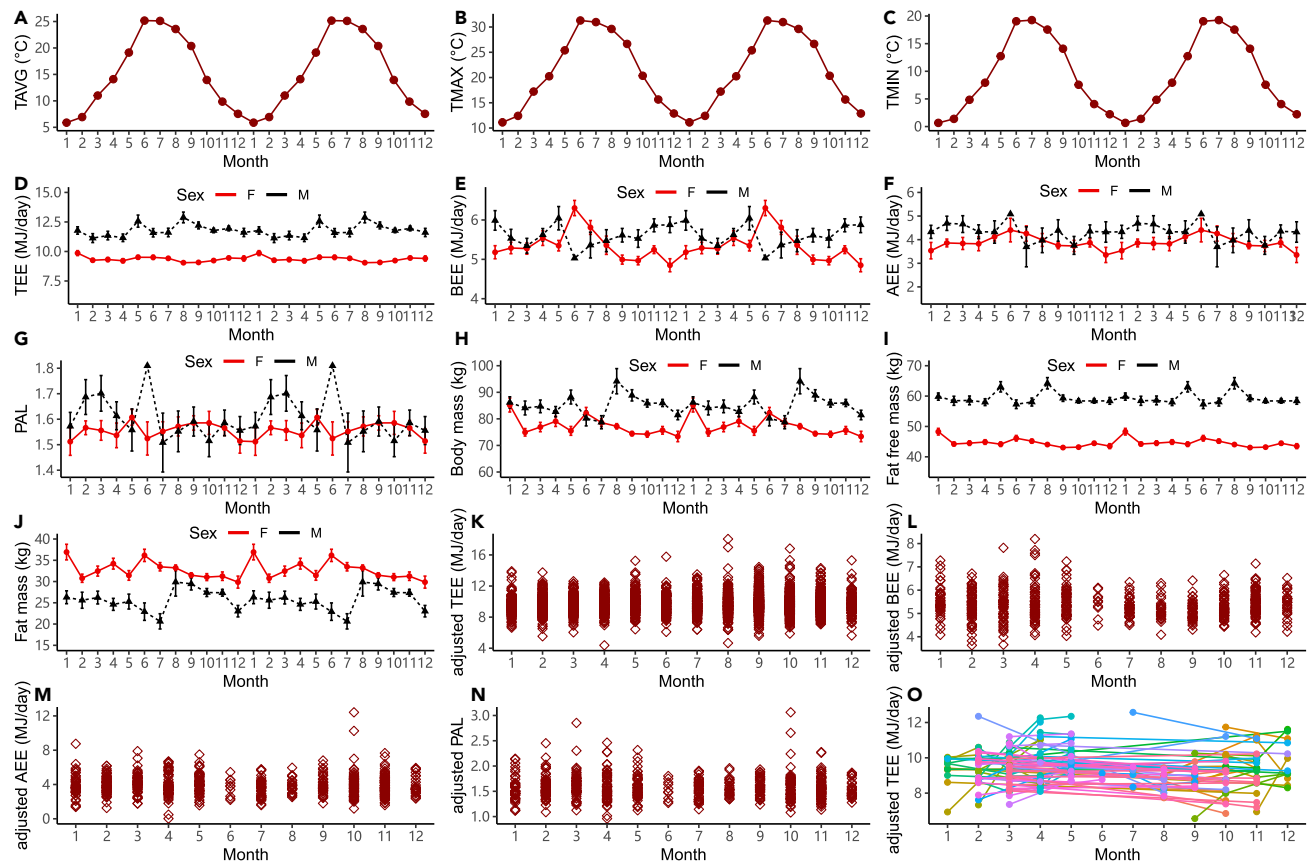 A
TAVG (°C)
25
20
15
10
5
1 2 3 4 5 6 7 8 9 10 11 12 1 2 3 4 5 6 7 8 9 10 11 12
Month
B
TMAX (°C)
30
25
20
15
10
1 2 3 4 5 6 7 8 9 10 11 12 1 2 3 4 5 6 7 8 9 10 11 12
Month
C
TMIN (°C)
20
15
10
5
0
1 2 3 4 5 6 7 8 9 10 11 12 1 2 3 4 5 6 7 8 9 10 11 12
Month
D
Sex F M
TEE (MJ/day)
15.0
12.5
10.0
7.5
1 2 3 4 5 6 7 8 9 10 11 12 1 2 3 4 5 6 7 8 9 10 11 12
Month
E
Sex F M
BEE (MJ/day)
6
5
4
1 2 3 4 5 6 7 8 9 10 11 12 1 2 3 4 5 6 7 8 9 10 11 12
Month
F
Sex F M
AEE (MJ/day)
6
5
4
3
2
1 2 3 4 5 6 7 8 9 10 11 12 1 2 3 4 5 6 7 8 9 10 11 12
Month
G
Sex F M
PAL
1.8
1.7
1.6
1.5
1.4
1 2 3 4 5 6 7 8 9 10 11 12 1 2 3 4 5 6 7 8 9 10 11 12
Month
H
Sex F M
Body mass (kg)
100
90
80
70
60
1 2 3 4 5 6 7 8 9 10 11 12 1 2 3 4 5 6 7 8 9 10 11 12
Month
I
Sex F M
Fat free mass (kg)
70
60
50
40
1 2 3 4 5 6 7 8 9 10 11 12 1 2 3 4 5 6 7 8 9 10 11 12
Month
J
Sex F M
Fat mass (kg)
40
35
30
25
20
15
1 2 3 4 5 6 7 8 9 10 11 12 1 2 3 4 5 6 7 8 9 10 11 12
Month
K
adjusted TEE (MJ/day)
16
12
8
4
1 2 3 4 5 6 7 8 9 10 11 12
Month
L
adjusted BEE (MJ/day)
8
7
6
5
4
1 2 3 4 5 6 7 8 9 10 11 12
Month
M
adjusted AEE (MJ/day)
12
8
4
0
1 2 3 4 5 6 7 8 9 10 11 12
Month
N
adjusted PAL
3.0
2.5
2.0
1.5
1.0
1 2 3 4 5 6 7 8 9 10 11 12
Month
O
adjusted TEE (MJ/day)
12
10
8
1 2 3 4 5 6 7 8 9 10 11 12
Month